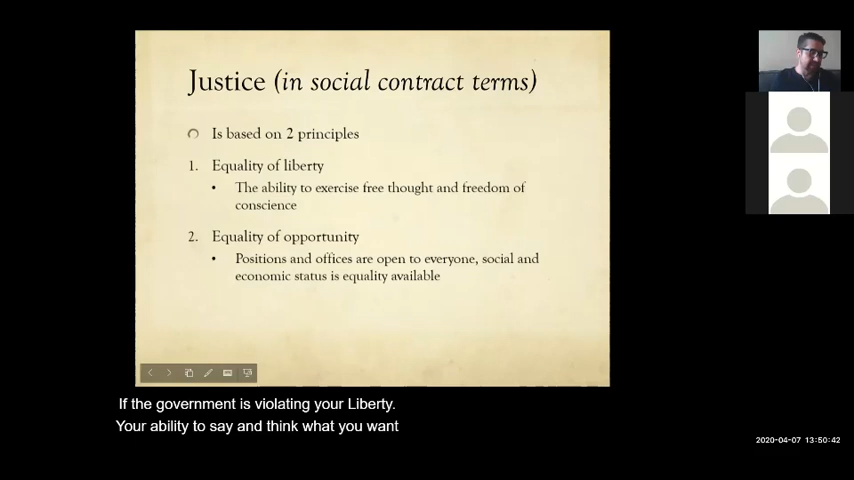 Justice (in social contract terms)
Is based on 2 principles
1. Equality of liberty
• The ability to exercise free thought and freedom of
conscience
2. Equality of opportunity
• Positions and offices are open to everyone, social and
economic status is equality available
If the government is violating your Liberty.
Your ability to say and think what you want
2020-04-07 13:50:42